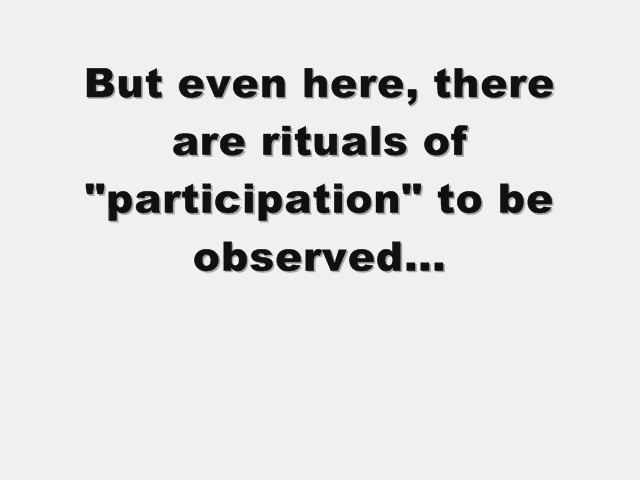 But even here, there
are rituals of
"participation" to be
observed...